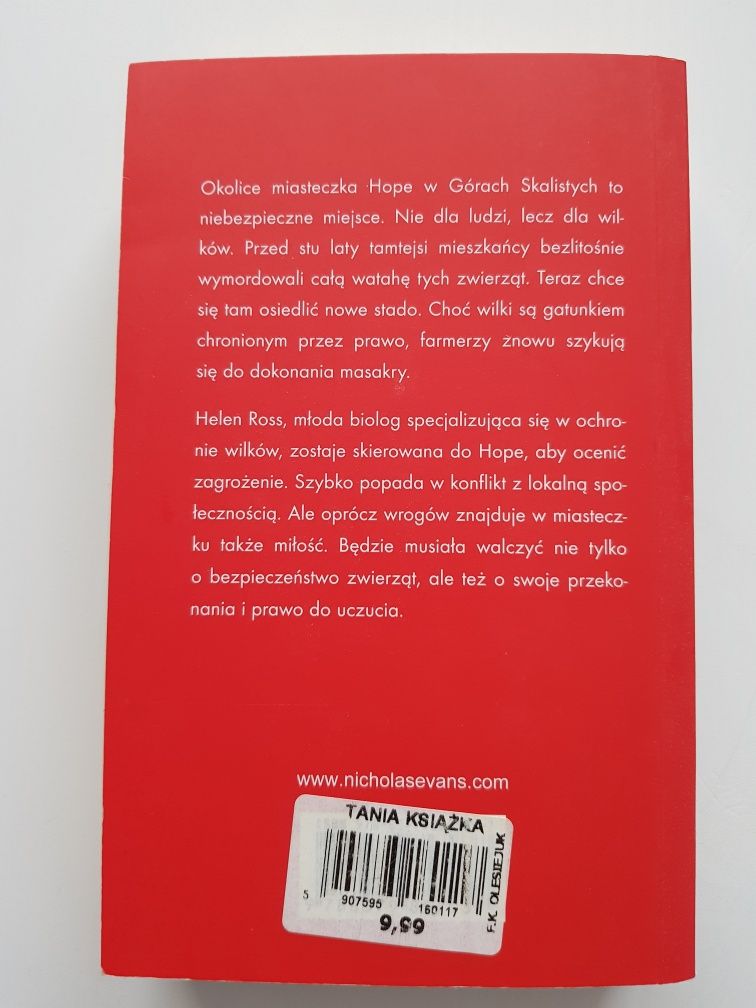 Okolice miasteczka Hope w Górach Skalistych to
niebezpieczne miejsce. Nie dla ludzi, lecz dla wil-
ków. Przed stu laty tamtejsi mieszkańcy bezlitośnie
wymordowali całą watahę tych zwierząt. Teraz chce
się tam osiedlić nowe stado. Choć wilki są gatunkiem
chronionym przez prawo, farmerzy znowu szykują
się do dokonania masakry.
Helen Ross, młoda biolog specjalizująca się w ochro-
nie wilków, zostaje skierowana do Hope, aby ocenić
zagrożenie. Szybko popada w konflikt z lokalną spo-
łecznością. Ale oprócz wrogów znajduje w miastecz-
ku także miłość. Będzie musiała walczyć nie tylko
o bezpieczeństwo zwierząt, ale też o swoje przeko-
nania i prawo do uczucia.
www.nicholasevans.com
TANIA KSIĄŻKA
5 907595 160117
9,99
F.K. OLESIEJUK